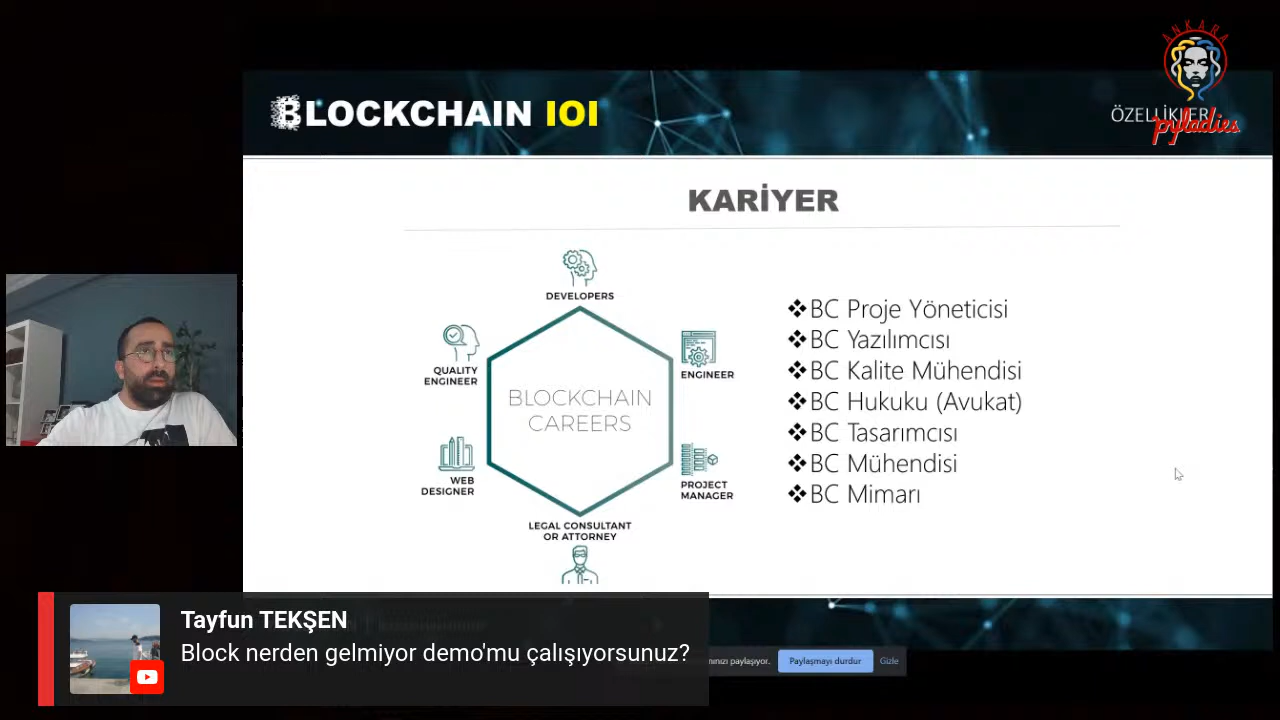 ANKARA
pyladies
BLOCKCHAIN 101
ÖZELLİKLER
KARİYER
DEVELOPERS
QUALITY
ENGINEER
ENGINEER
BLOCKCHAIN
CAREERS
WEB
DESIGNER
PROJECT
MANAGER
LEGAL CONSULTANT
OR ATTORNEY
❖BC Proje Yöneticisi
❖BC Yazılımcısı
❖BC Kalite Mühendisi
❖BC Hukuku (Avukat)
❖BC Tasarımcısı
❖BC Mühendisi
❖BC Mimarı
Tayfun TEKŞEN
Block nerden gelmiyor demo'mu çalışıyorsunuz?
paylaşıyor.
Paylaşmayı durdur
Gizle